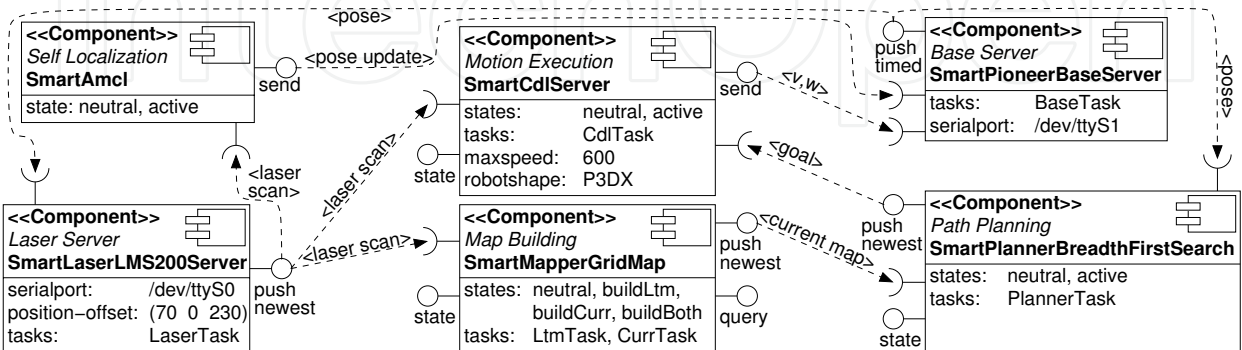 <pose>
<<Component>>
Self Localization
SmartAmcl
state: neutral, active
send
<pose update>
<<Component>>
Motion Execution
SmartCdlServer
states: neutral, active
tasks: CdlTask
maxspeed: 600
robotshape: P3DX
send
state
<v,w>
push
timed
<<Component>>
Base Server
SmartPioneerBaseServer
tasks: BaseTask
serialport: /dev/ttyS1
<pose>
<laser
scan>
<laser scan>
<goal>
<<Component>>
Laser Server
SmartLaserLMS200Server
serialport: /dev/ttyS0
position−offset: (70 0 230)
tasks: LaserTask
push
newest
<laser scan>
<<Component>>
Map Building
SmartMapperGridMap
states: neutral, buildLtm,
buildCurr, buildBoth
tasks: LtmTask, CurrTask
state
push
newest
query
<current map>
push
newest
<<Component>>
Path Planning
SmartPlannerBreadthFirstSearch
states: neutral, active
tasks: PlannerTask
state